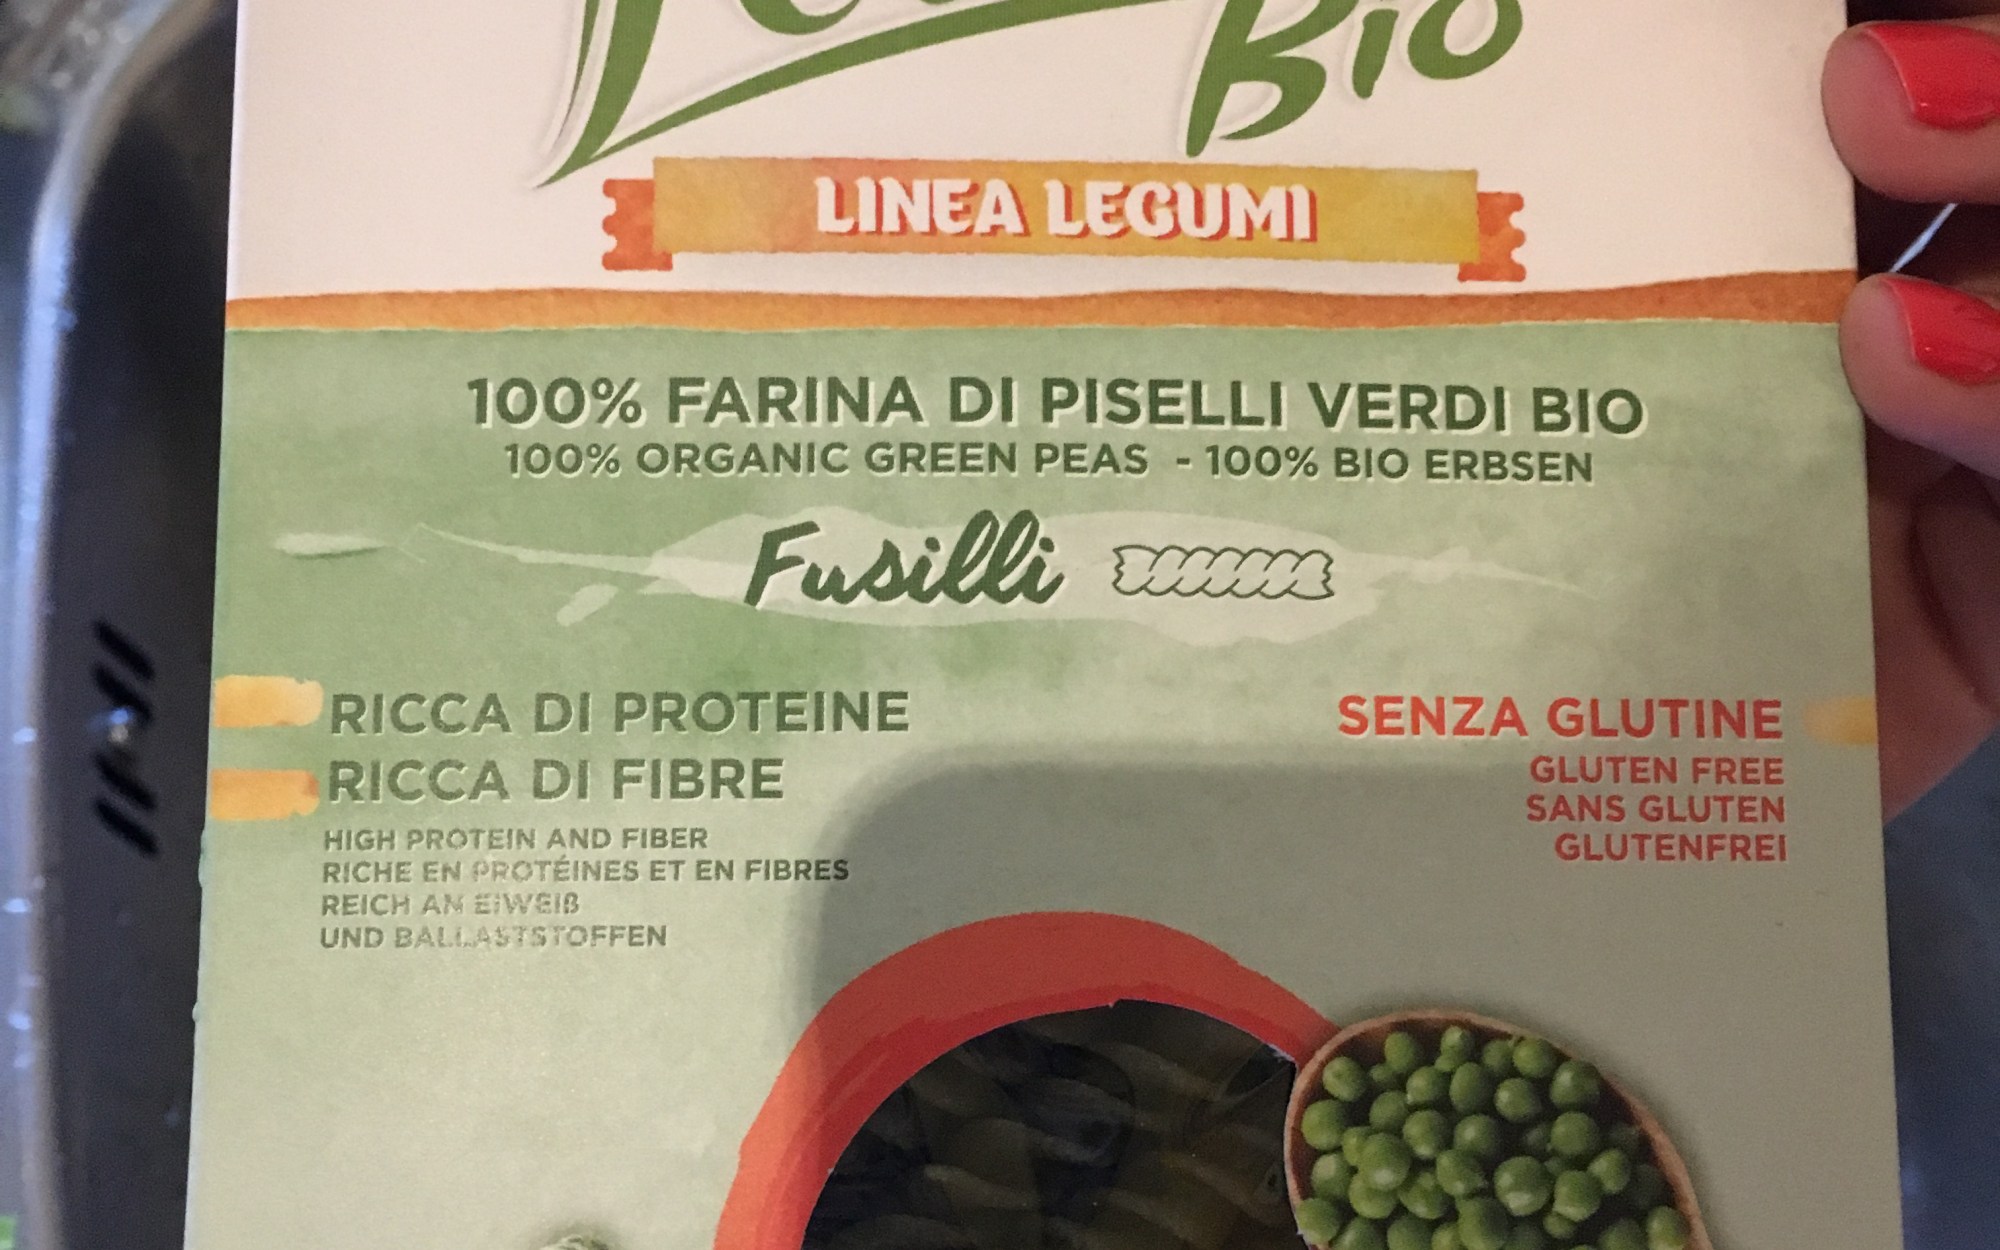 Bio
LINEA LEGUMI
100% FARINA DI PISELLI VERDI BIO
100% ORGANIC GREEN PEAS - 100% BIO ERBSEN
Fusilli
RICCA DI PROTEINE
RICCA DI FIBRE
HIGH PROTEIN AND FIBER
RICHE EN PROTÉINES ET EN FIBRES
REICH AN EIWEIß
UND BALLASTSTOFFEN
SENZA GLUTINE
GLUTEN FREE
SANS GLUTEN
GLUTENFREI